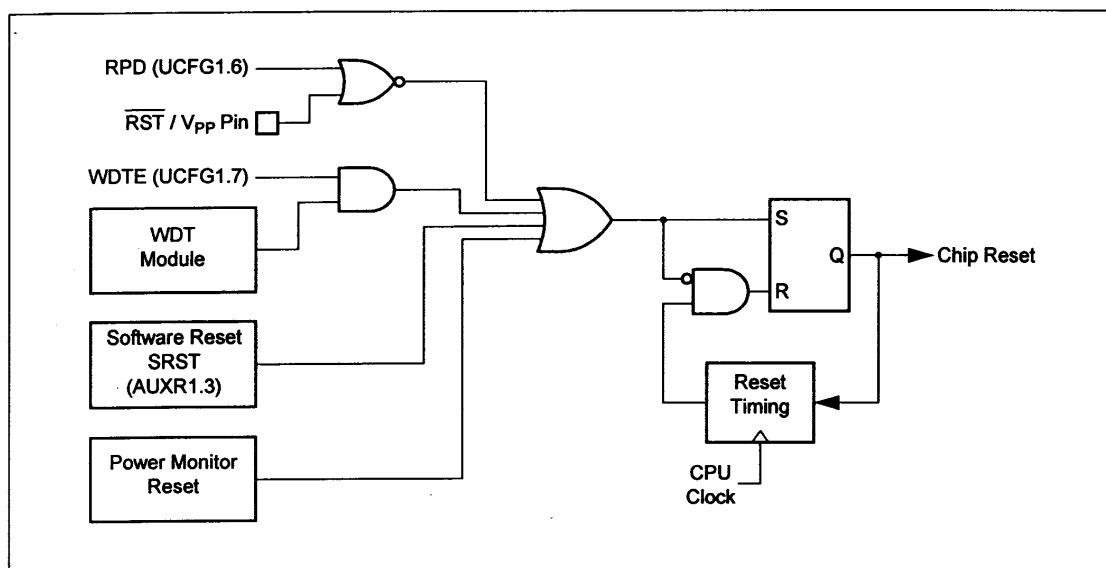 RPD (UCFG1.6)
RST / VPP Pin
WDTE (UCFG1.7)
WDT
Module
Software Reset
SRST
(AUXR1.3)
Power Monitor
Reset
S
Q
R
Chip Reset
Reset
Timing
CPU
Clock